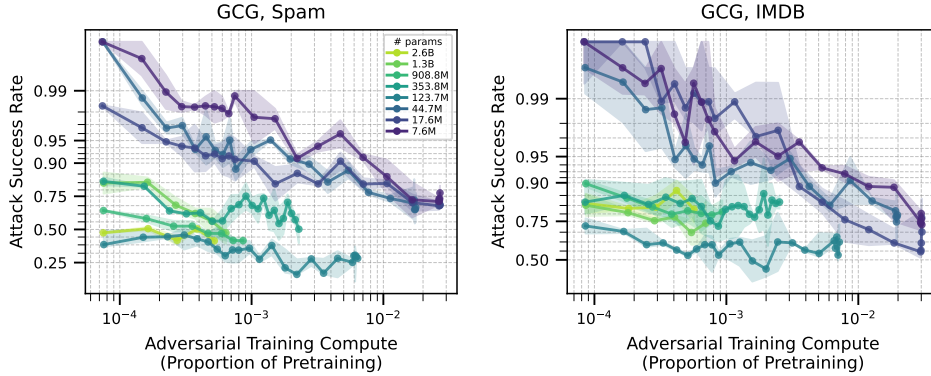 GCG, Spam
Attack Success Rate
0.99
0.95
0.90
0.75
0.50
0.25
# params
2.6B
1.3B
908.8M
353.8M
123.7M
44.7M
17.6M
7.6M
10⁻⁴
10⁻³
10⁻²
Adversarial Training Compute
(Proportion of Pretraining)
GCG, IMDB
Attack Success Rate
0.99
0.95
0.90
0.75
0.50
10⁻⁴
10⁻³
10⁻²
Adversarial Training Compute
(Proportion of Pretraining)